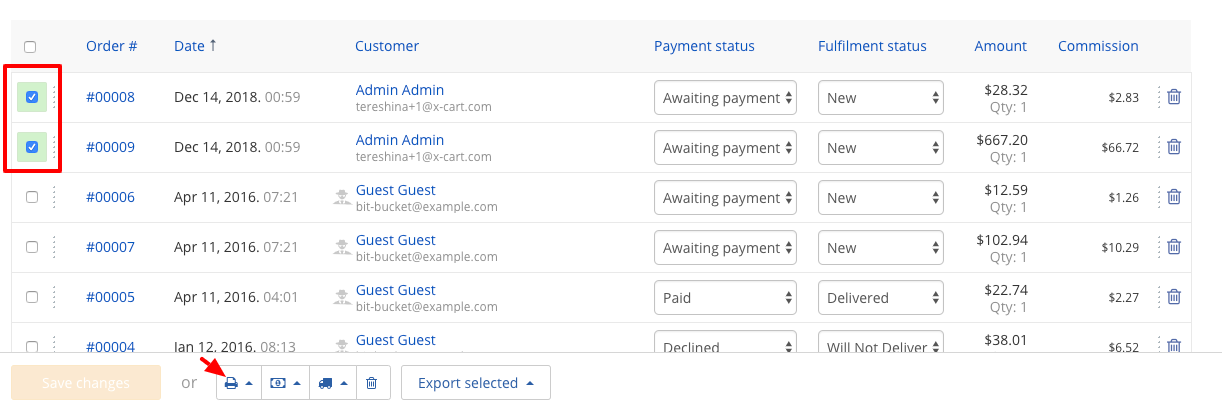 Order # Date ↑ Customer Payment status Fulfilment status Amount Commission
#00008 Dec 14, 2018. 00:59 Admin Admin Awaiting payment New $28.32 $2.83
tereshina+1@x-cart.com Qty: 1
#00009 Dec 14, 2018. 00:59 Admin Admin Awaiting payment New $667.20 $66.72
tereshina+1@x-cart.com Qty: 1
#00006 Apr 11, 2016. 07:21 Guest Guest Awaiting payment New $12.59 $1.26
bit-bucket@example.com Qty: 1
#00007 Apr 11, 2016. 07:21 Guest Guest Awaiting payment New $102.94 $10.29
bit-bucket@example.com Qty: 1
#00005 Apr 11, 2016. 04:01 Guest Guest Paid Delivered $22.74 $2.27
bit-bucket@example.com Qty: 1
#00004 Jan 12, 2016. 08:13 Guest Guest Declined Will Not Deliver $38.01 $6.52
Save changes or Export selected